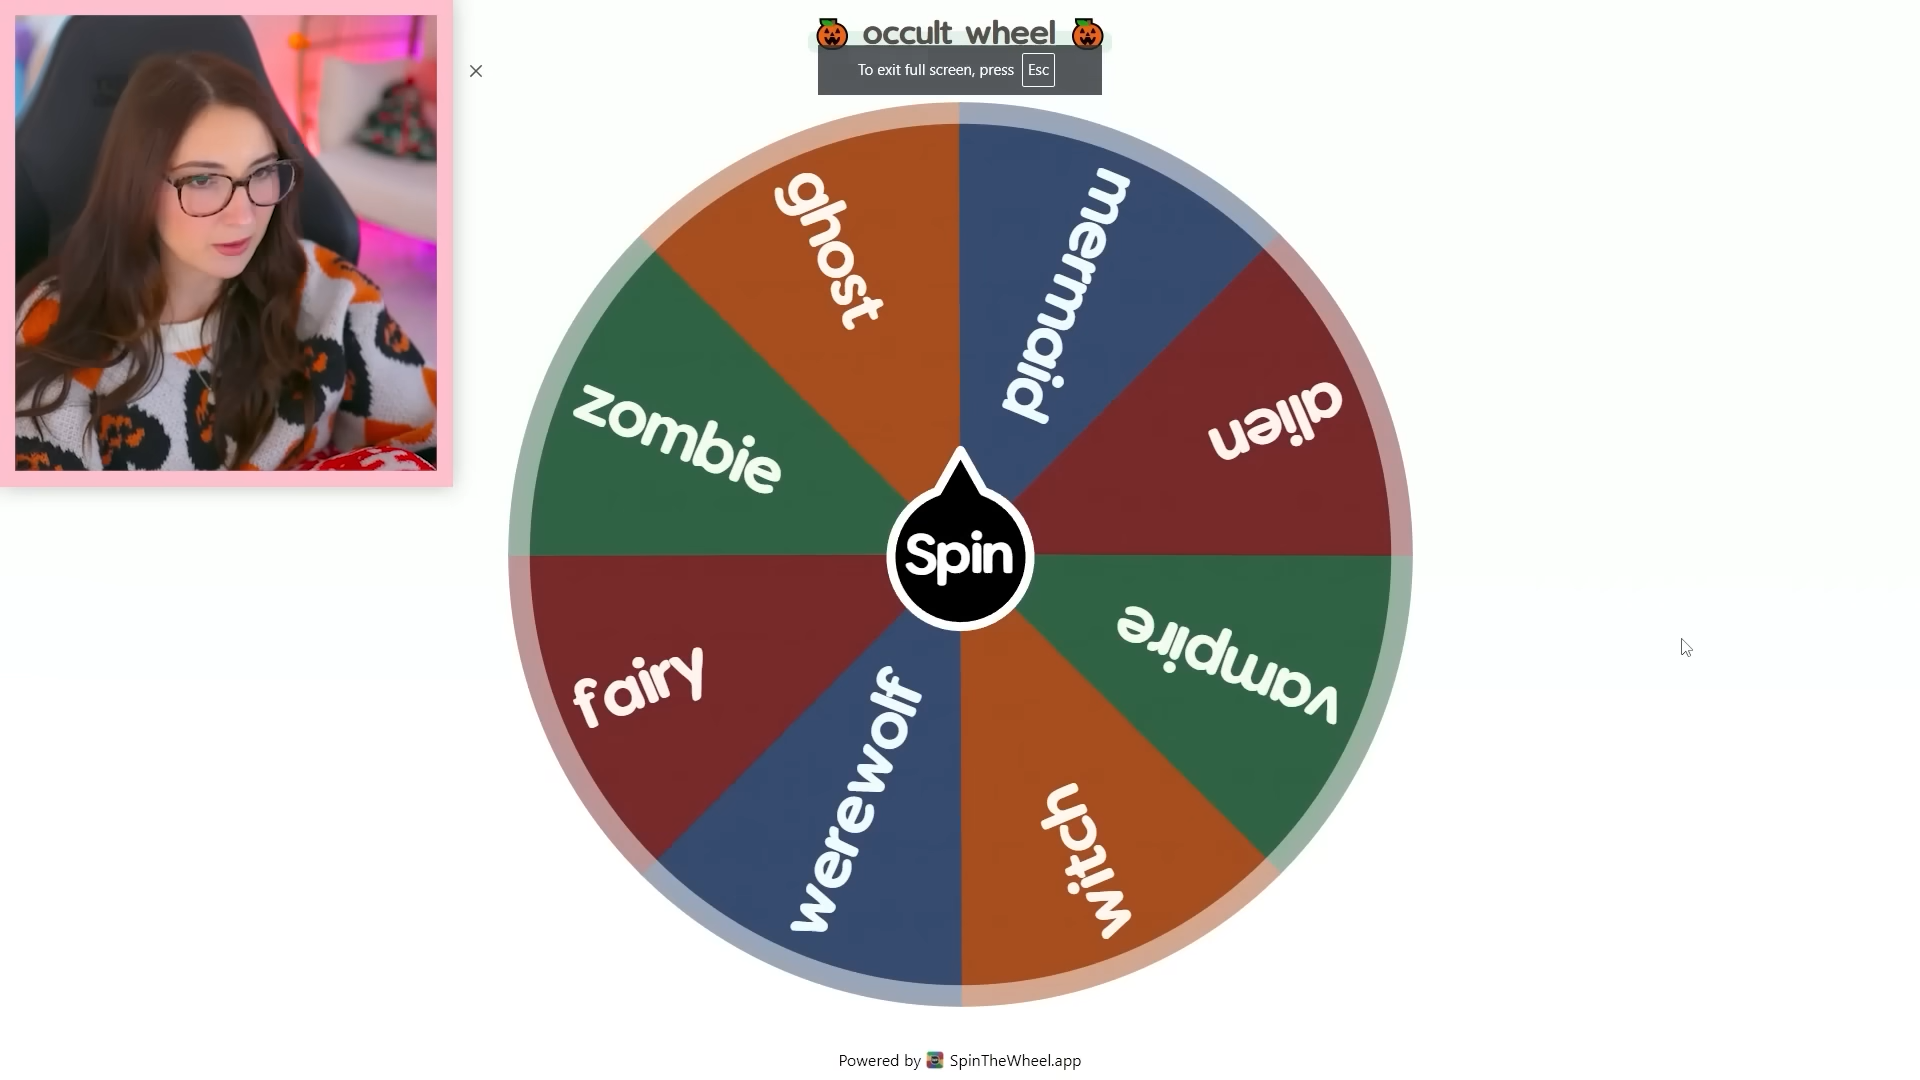 occult wheel
To exit full screen, press Esc
ghost
mermaid
zombie
alien
Spin
fairy
vampire
werewolf
witch
Powered by SpinTheWheel.app